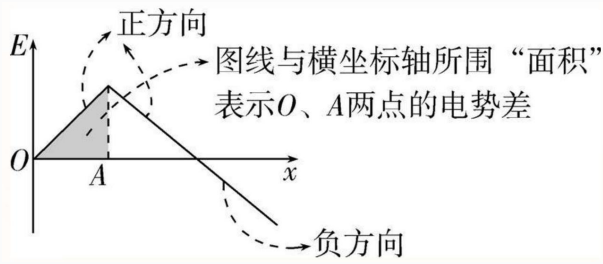 正方向
E
图线与横坐标轴所围“面积”
表示O、A两点的电势差
O
A
x
负方向